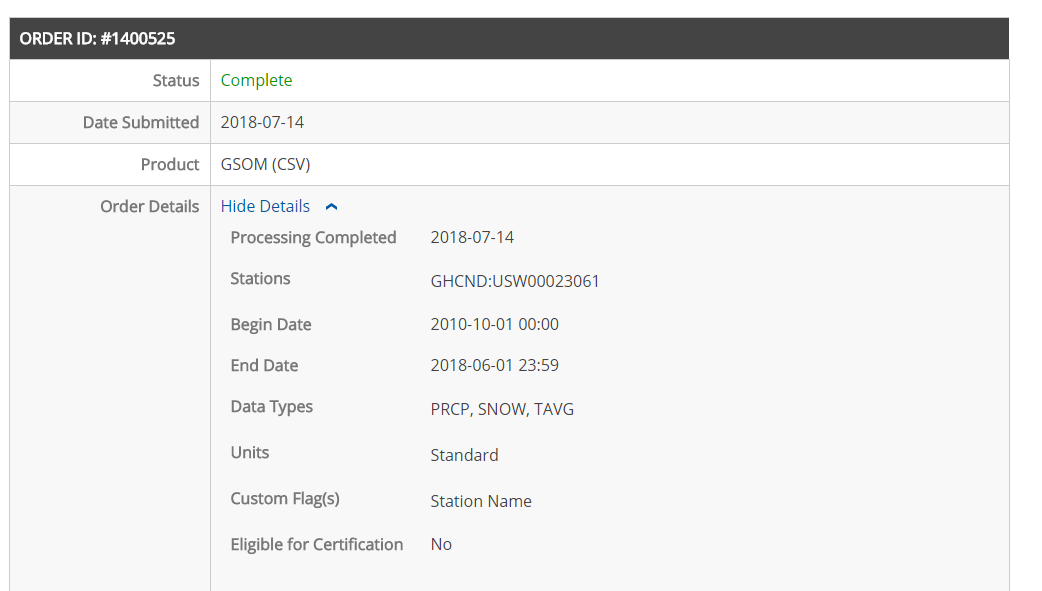 ORDER ID: #1400525
Status Complete
Date Submitted 2018-07-14
Product GSOM (CSV)
Order Details Hide Details
Processing Completed 2018-07-14
Stations GHCND:USW00023061
Begin Date 2010-10-01 00:00
End Date 2018-06-01 23:59
Data Types PRCP, SNOW, TAVG
Units Standard
Custom Flag(s) Station Name
Eligible for Certification No